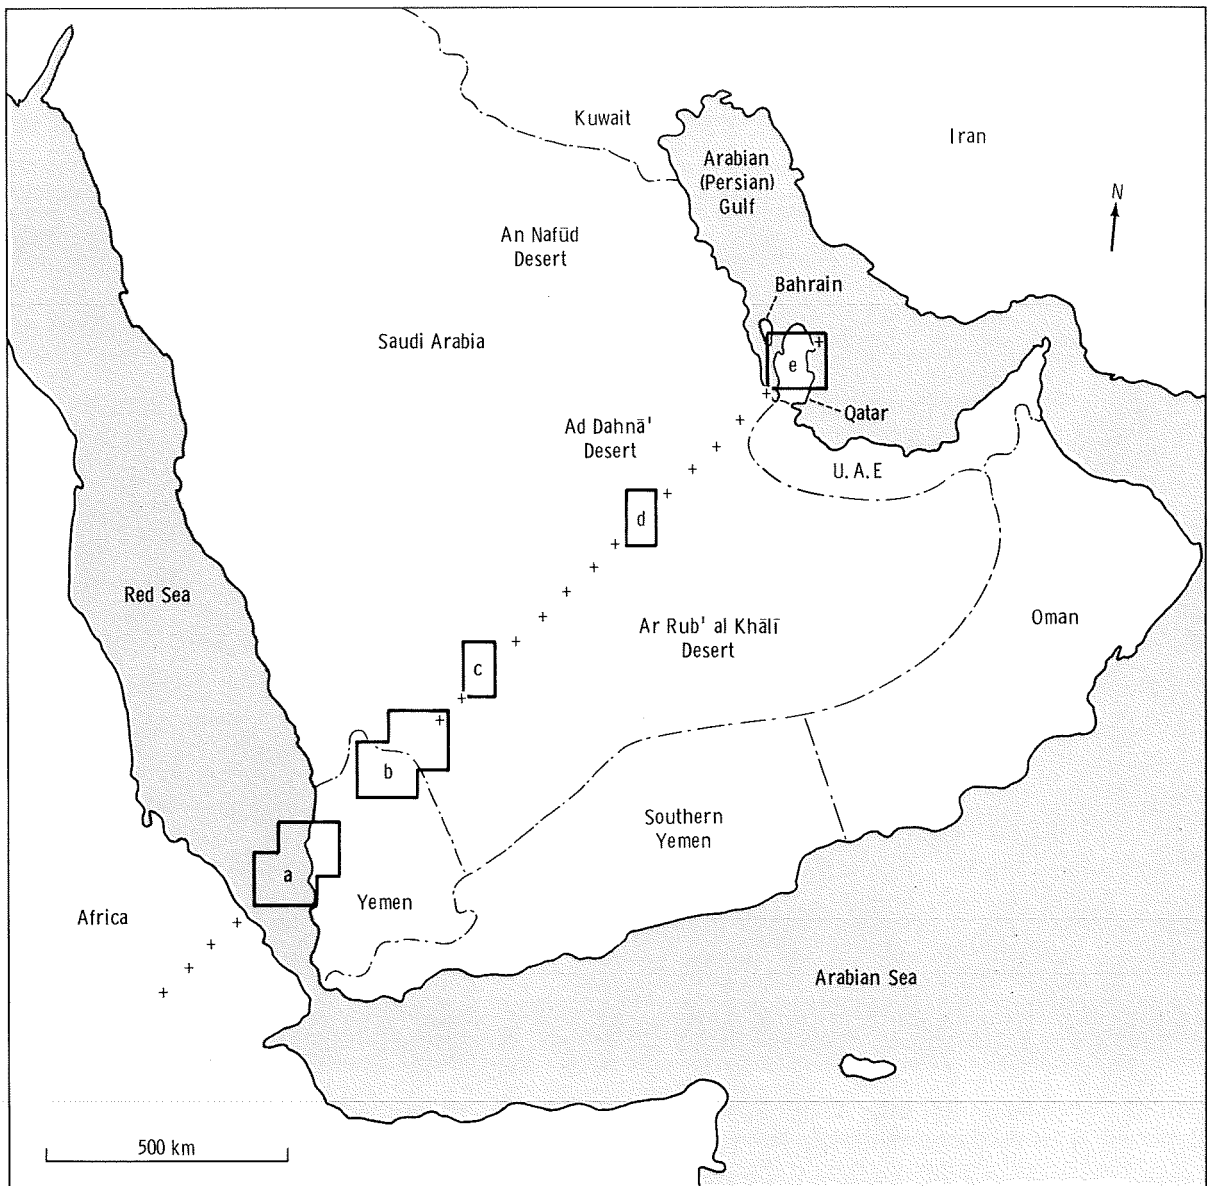 Kuwait
Iran
Arabian
(Persian)
Gulf
N
An Nafūd
Desert
Bahrain
Saudi Arabia
e
Qatar
Ad Dahnā'
Desert
U. A. E
d
Red Sea
Ar Rub' al Khālī
Desert
Oman
c
b
Southern
Yemen
a
Yemen
Africa
Arabian Sea
500 km